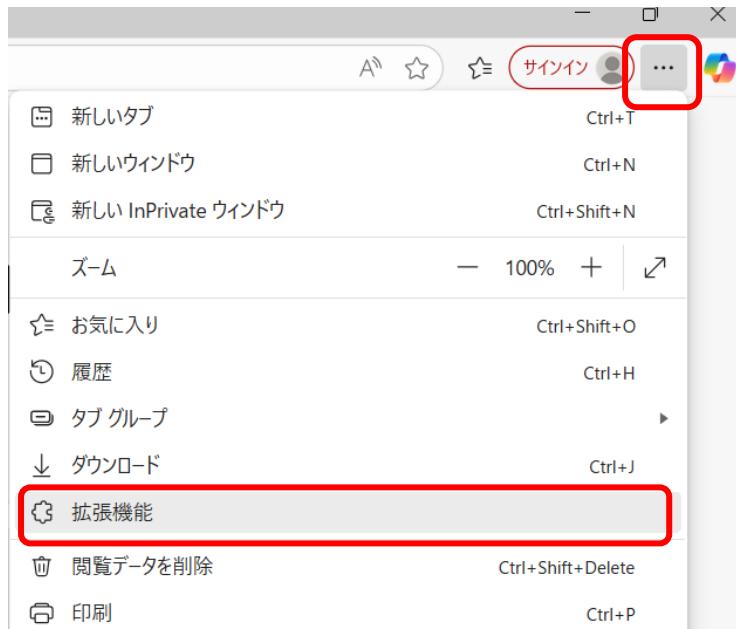 サインイン
新しいタブ Ctrl+T
新しいウィンドウ Ctrl+N
新しい InPrivate ウィンドウ Ctrl+Shift+N
ズーム 100%
お気に入り Ctrl+Shift+O
履歴 Ctrl+H
タブ グループ
ダウンロード Ctrl+J
拡張機能
閲覧データを削除 Ctrl+Shift+Delete
印刷 Ctrl+P